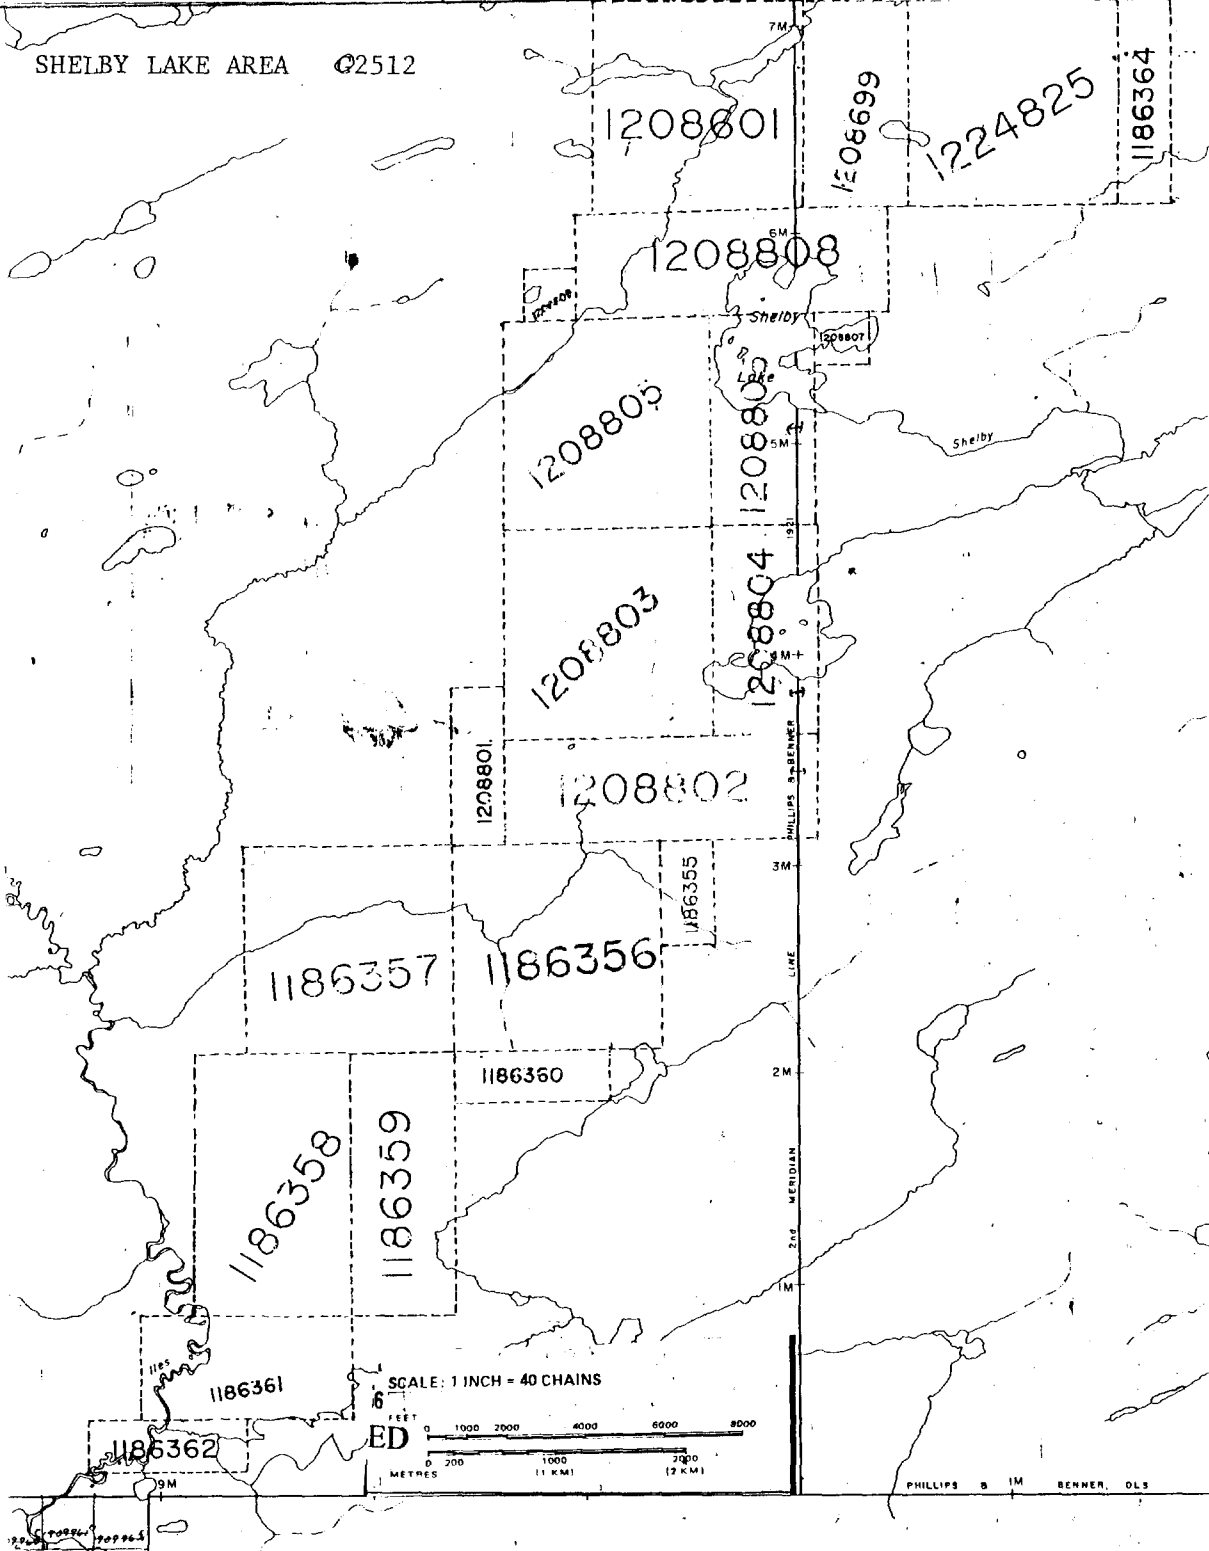 SHELBY LAKE AREA G2512
7M
1208601
1208699
1224825
1186364
6M
1208808
Shelby
1208807
Lake
1208805
5M
Shelby
1921
1208804
1208803
4M
PHILLIPS & BENNER
1208801
1208802
3M
1186355
1186357
1186356
LINE
2M
1186360
1186358
1186359
MERIDIAN
2nd
1M
1186361
SCALE: 1 INCH = 40 CHAINS
FEET
0 1000 2000 4000 6000 8000
ED
0 200 1000 2000
METRES (1 KM) (2 KM)
1186362
9M
PHILLIPS & 1M BENNER, OLS